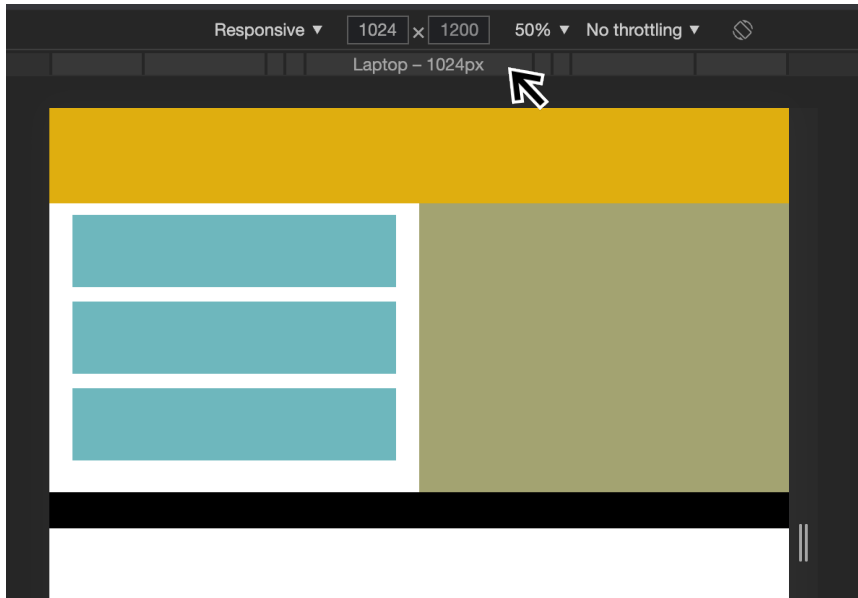 Responsive ▼ 1024 × 1200 50% ▼ No throttling ▼
Laptop – 1024px